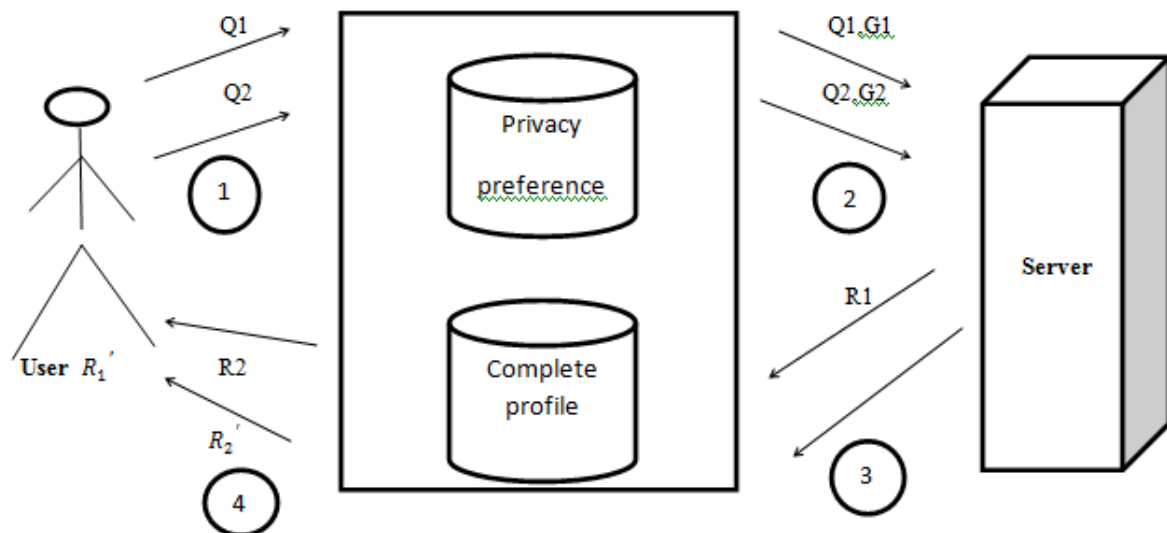 Q1
Q2
1
Privacy
preference
Q1,G1
Q2,G2
2
Server
R1
3
Complete
profile
User R₁′
R2
R₂′
4